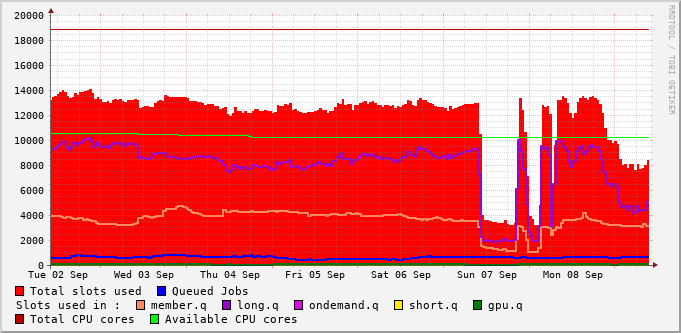 20000
18000
16000
14000
12000
10000
8000
6000
4000
2000
0
Tue 02 Sep Wed 03 Sep Thu 04 Sep Fri 05 Sep Sat 06 Sep Sun 07 Sep Mon 08 Sep
Total slots used Queued Jobs
Slots used in : member.q long.q ondemand.q short.q gpu.q
Total CPU cores Available CPU cores
RRDTOOL / TOBI OETIKER